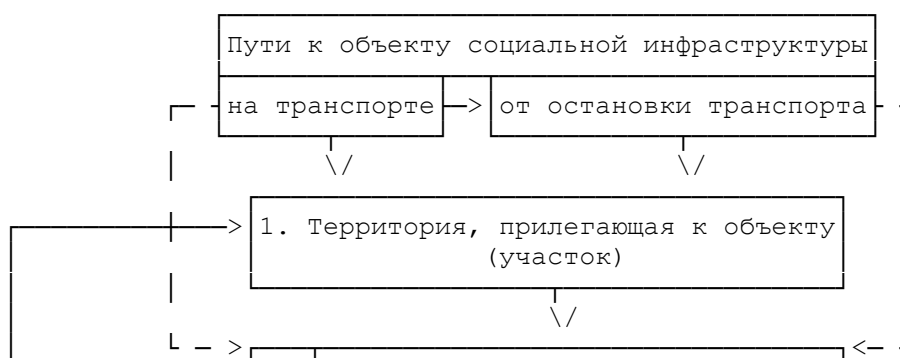 Пути к объекту социальной инфраструктуры
на транспорте
от остановки транспорта
1. Территория, прилегающая к объекту
(участок)